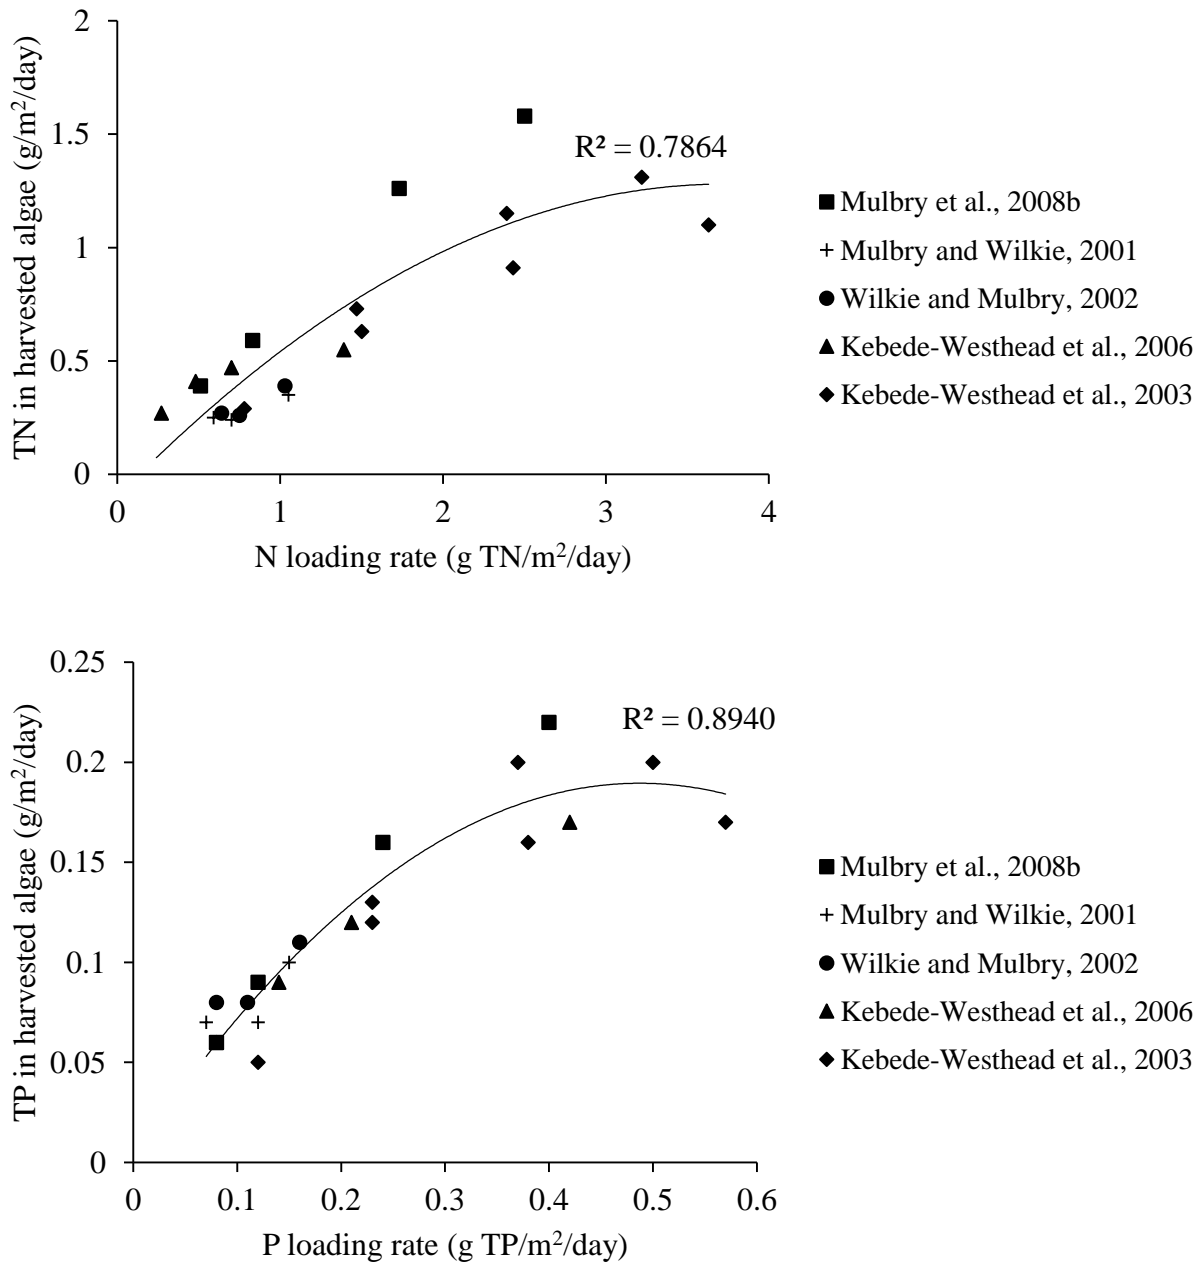 TN in harvested algae (g/m²/day)
2
1.5
1
0.5
0
R² = 0.7864
0 1 2 3 4
N loading rate (g TN/m²/day)
Mulbry et al., 2008b
Mulbry and Wilkie, 2001
Wilkie and Mulbry, 2002
Kebede-Westhead et al., 2006
Kebede-Westhead et al., 2003
TP in harvested algae (g/m²/day)
0.25
0.2
0.15
0.1
0.05
0
R² = 0.8940
0 0.1 0.2 0.3 0.4 0.5 0.6
P loading rate (g TP/m²/day)
Mulbry et al., 2008b
Mulbry and Wilkie, 2001
Wilkie and Mulbry, 2002
Kebede-Westhead et al., 2006
Kebede-Westhead et al., 2003